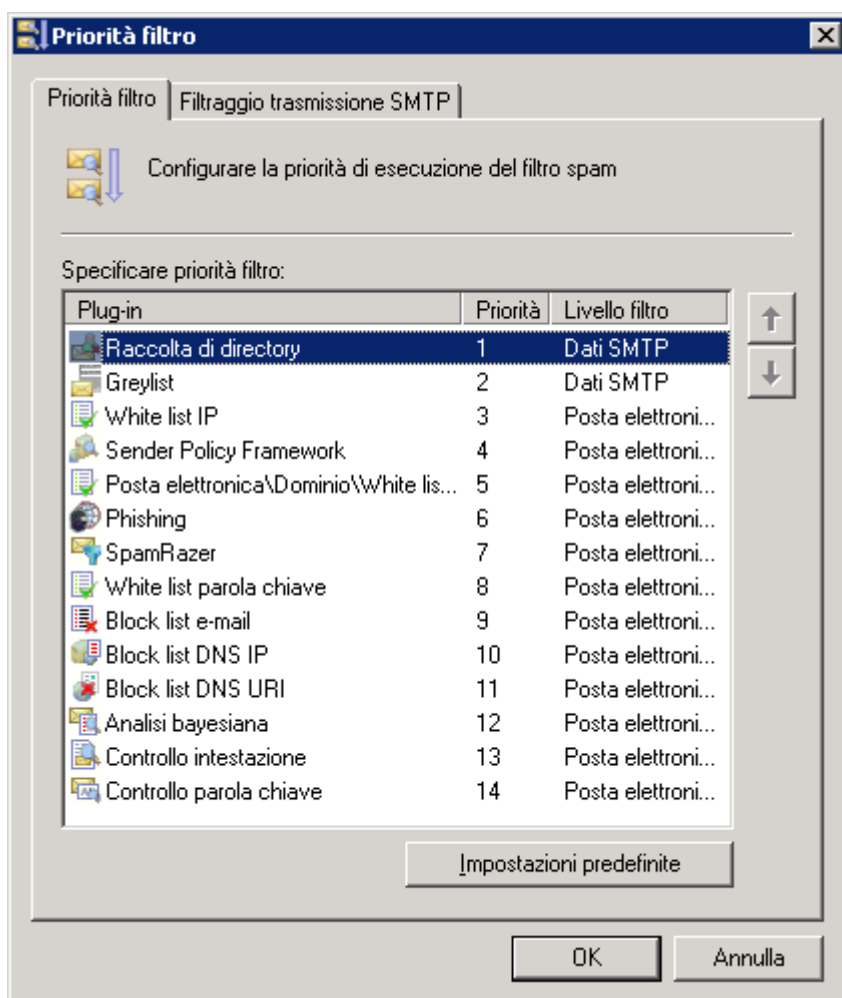 Priorità filtro
Priorità filtro Filtraggio trasmissione SMTP
Configurare la priorità di esecuzione del filtro spam
Specificare priorità filtro:
Plug-in Priorità Livello filtro
Raccolta di directory 1 Dati SMTP
Greylist 2 Dati SMTP
White list IP 3 Posta elettroni...
Sender Policy Framework 4 Posta elettroni...
Posta elettronica\Dominio\White lis... 5 Posta elettroni...
Phishing 6 Posta elettroni...
SpamRazer 7 Posta elettroni...
White list parola chiave 8 Posta elettroni...
Block list e-mail 9 Posta elettroni...
Block list DNS IP 10 Posta elettroni...
Block list DNS URI 11 Posta elettroni...
Analisi bayesiana 12 Posta elettroni...
Controllo intestazione 13 Posta elettroni...
Controllo parola chiave 14 Posta elettroni...
Impostazioni predefinite
OK Annulla